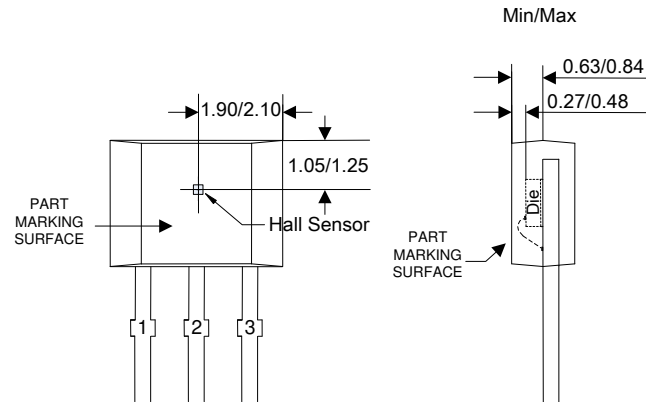 Min/Max
0.63/0.84
0.27/0.48
1.90/2.10
1.05/1.25
PART
MARKING
SURFACE
Hall Sensor
Die
PART
MARKING
SURFACE
1 2 3